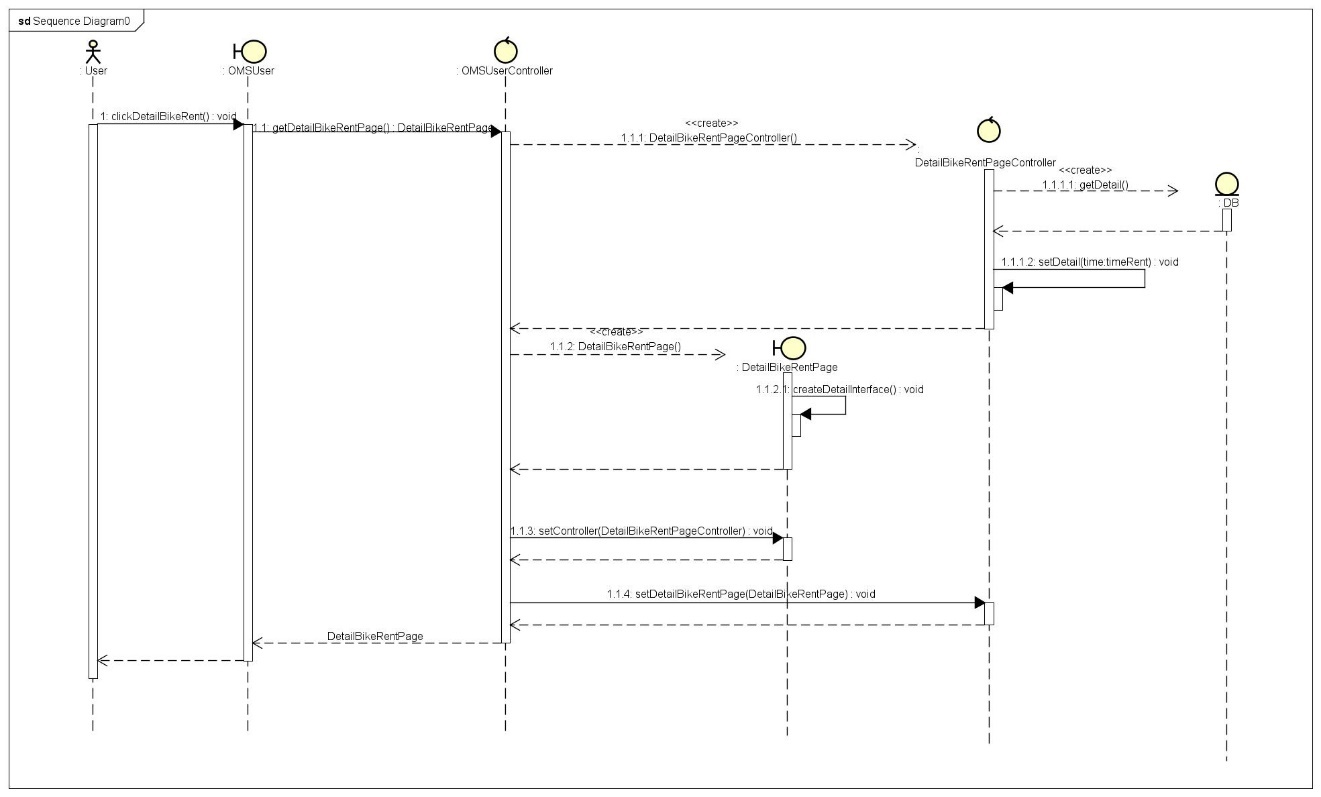 sd Sequence Diagram0
: User
: OMSUser
: OMSUserController
1: clickDetailBikeRent() : void
1.1: getDetailBikeRentPage() : DetailBikeRentPage
<<create>>
1.1.1: DetailBikeRentPageController()
:
DetailBikeRentPageController
<<create>>
1.1.1.1: getDetail()
: DB
1.1.1.2: setDetail(time:timeRent) : void
<<create>>
1.1.2: DetailBikeRentPage()
: DetailBikeRentPage
1.1.2.1: createDetailInterface() : void
1.1.3: setController(DetailBikeRentPageController) : void
1.1.4: setDetailBikeRentPage(DetailBikeRentPage) : void
DetailBikeRentPage